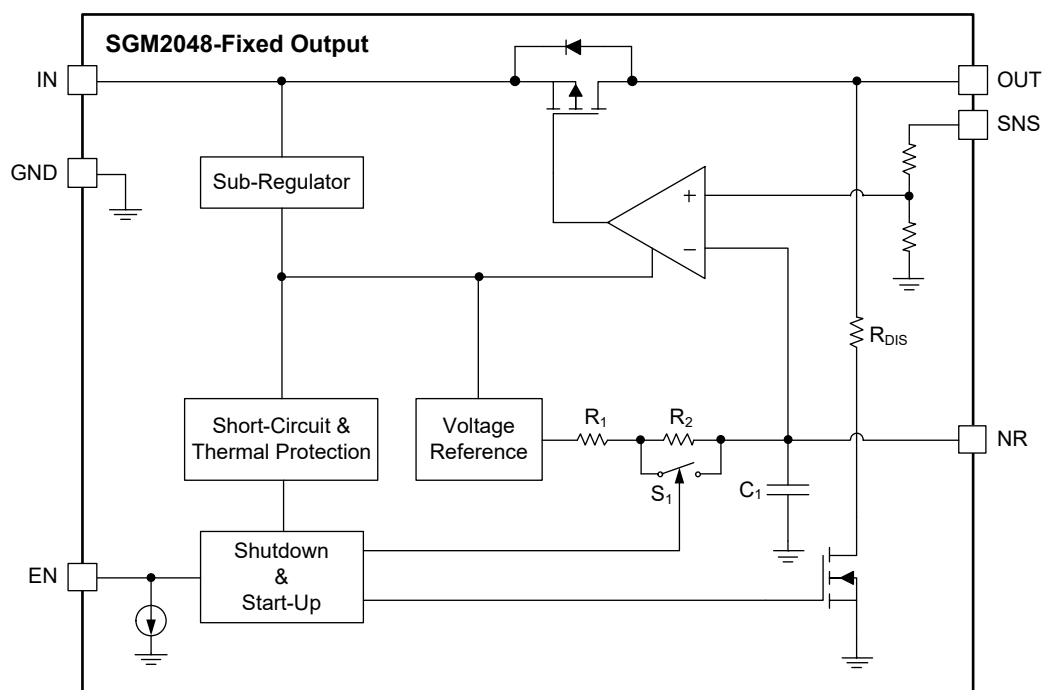 SGM2048-Fixed Output
IN
OUT
SNS
GND
Sub-Regulator
+
−
R_DIS
Short-Circuit &
Thermal Protection
Voltage
Reference
R1
R2
NR
S1
C1
EN
Shutdown
&
Start-Up